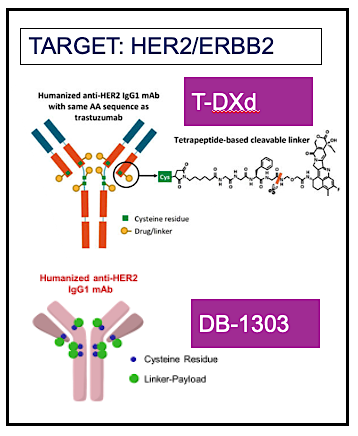 TARGET: HER2/ERBB2
Humanized anti-HER2 IgG1 mAb
with same AA sequence as
trastuzumab
T-DXd
Tetrapeptide-based cleavable linker
Cys
Cysteine residue
Drug/linker
Humanized anti-HER2
IgG1 mAb
DB-1303
Cysteine Residue
Linker-Payload